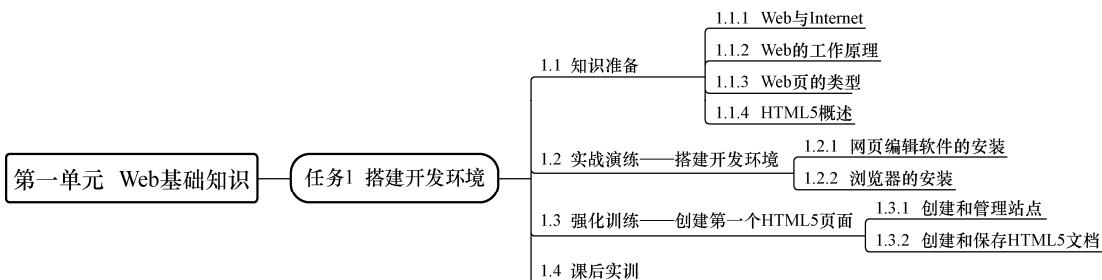 第一单元 Web基础知识
任务1 搭建开发环境
1.1 知识准备
1.1.1 Web与Internet
1.1.2 Web的工作原理
1.1.3 Web页的类型
1.1.4 HTML5概述
1.2 实战演练——搭建开发环境
1.2.1 网页编辑软件的安装
1.2.2 浏览器的安装
1.3 强化训练——创建第一个HTML5页面
1.3.1 创建和管理站点
1.3.2 创建和保存HTML5文档
1.4 课后实训